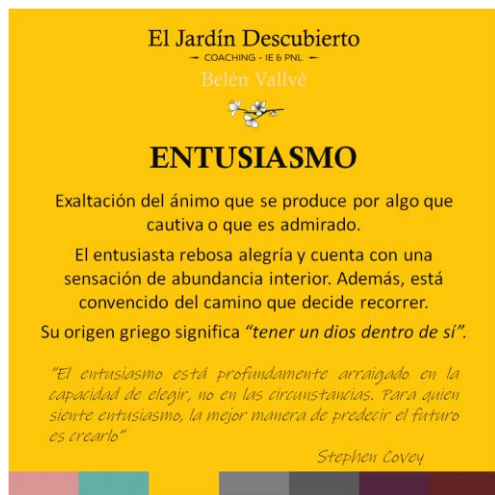 El Jardín Descubierto
COACHING - IE & PNL
Belén Vallvé
ENTUSIASMO
Exaltación del ánimo que se produce por algo que
cautiva o que es admirado.
El entusiasta rebosa alegría y cuenta con una
sensación de abundancia interior. Además, está
convencido del camino que decide recorrer.
Su origen griego significa “tener un dios dentro de sí”.
“El entusiasmo está profundamente arraigado en la
capacidad de elegir, no en las circunstancias. Para quien
siente entusiasmo, la mejor manera de predecir el futuro
es crearlo”
Stephen Covey